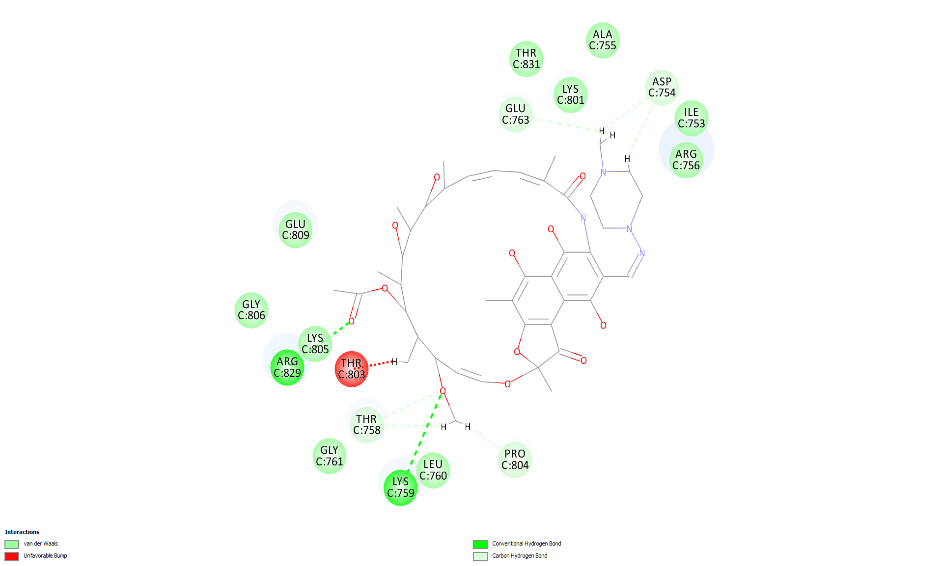 ALA
C:755
THR
C:831
ASP
C:754
LYS
C:801
GLU
C:763
ILE
C:753
H
H
H
ARG
C:756
O
O
N
N
O
GLU
C:809
O
O
N
N
O
O
GLY
C:806
O
O
LYS
C:805
O
O
ARG
C:829
THR
C:803
H
O
O
THR
C:758
H
H
GLY
C:761
PRO
C:804
LEU
C:760
LYS
C:759
Interactions
van der Waals
Unfavorable Bump
Conventional Hydrogen Bond
Carbon Hydrogen Bond